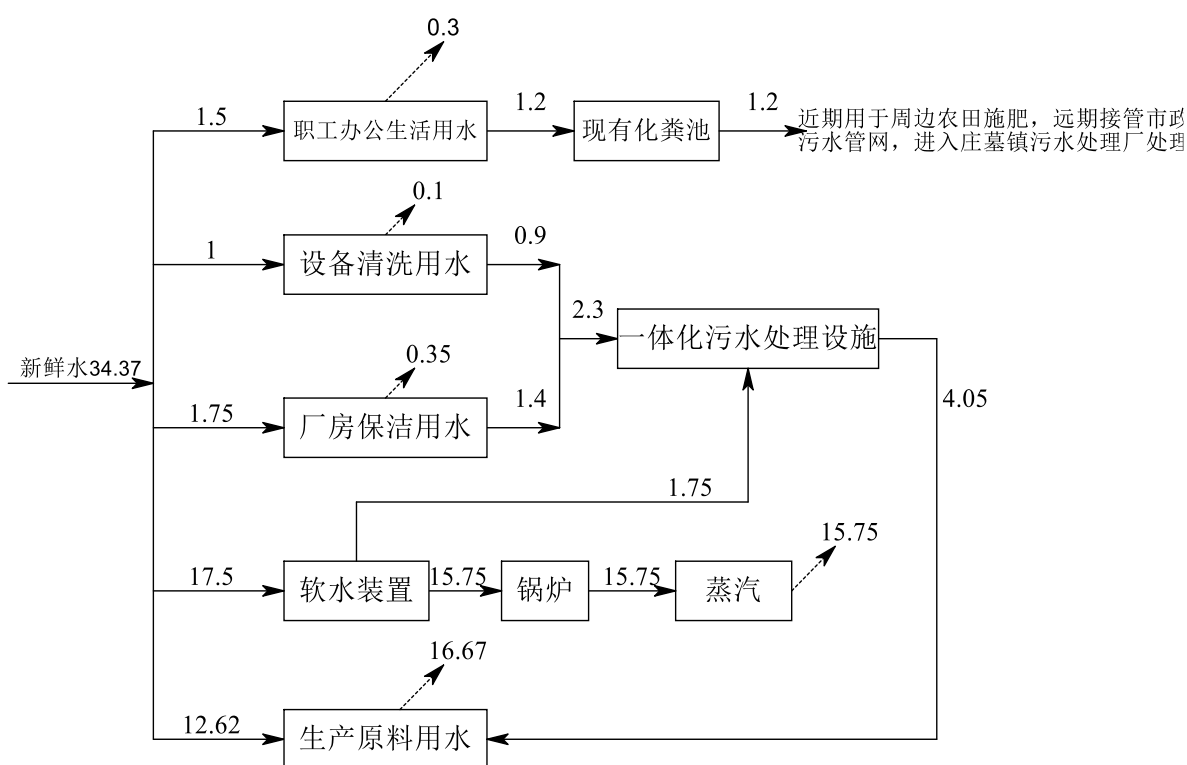 0.3
1.5
职工办公生活用水
1.2
现有化粪池
1.2
近期用于周边农田施肥，远期接管市政
污水管网，进入庄墓镇污水处理厂处理
0.1
1
设备清洗用水
0.9
2.3
一体化污水处理设施
新鲜水34.37
0.35
1.75
厂房保洁用水
1.4
4.05
1.75
17.5
软水装置
15.75
锅炉
15.75
蒸汽
15.75
16.67
12.62
生产原料用水